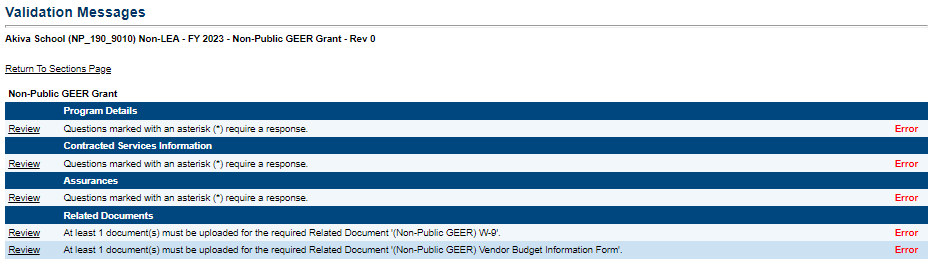 Validation Messages
Akiva School (NP_190_9010) Non-LEA - FY 2023 - Non-Public GEER Grant - Rev 0
Return To Sections Page
Non-Public GEER Grant
Program Details
Review Questions marked with an asterisk (*) require a response. Error
Contracted Services Information
Review Questions marked with an asterisk (*) require a response. Error
Assurances
Review Questions marked with an asterisk (*) require a response. Error
Related Documents
Review At least 1 document(s) must be uploaded for the required Related Document '(Non-Public GEER) W-9'. Error
Review At least 1 document(s) must be uploaded for the required Related Document '(Non-Public GEER) Vendor Budget Information Form'. Error